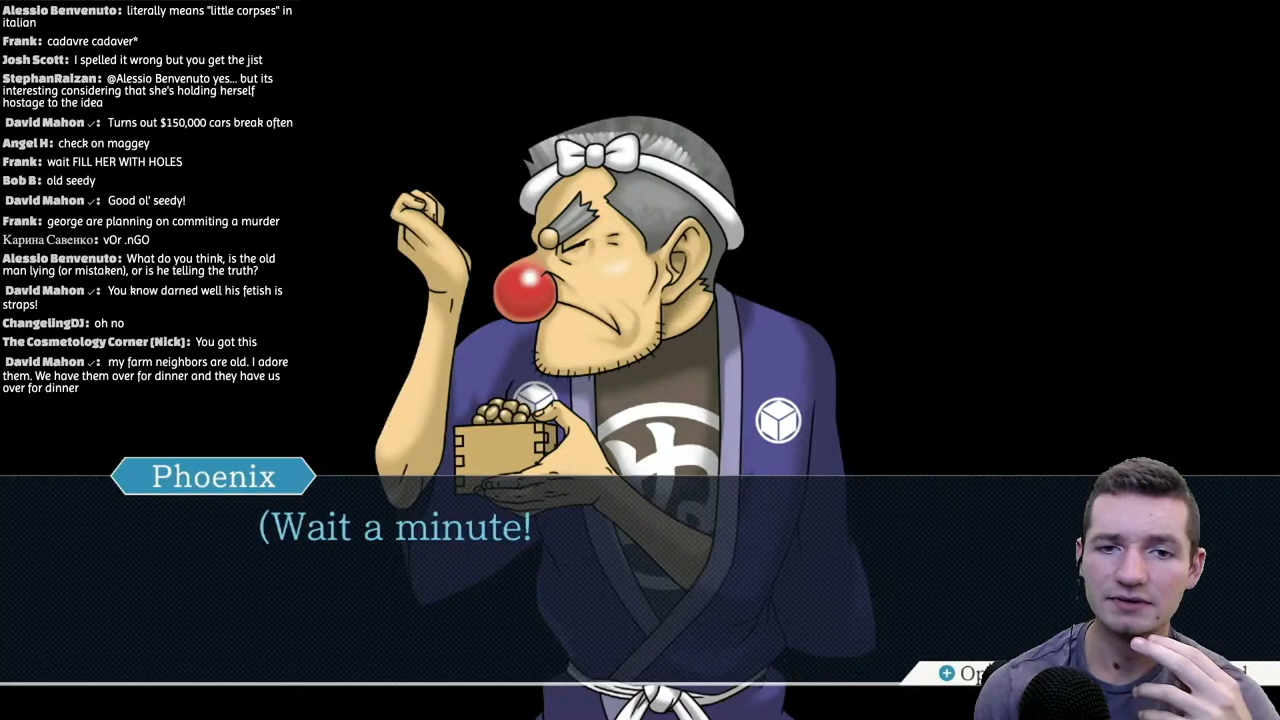 Alessio Benvenuto: literally means "little corpses" in
italian
Frank: cadavre cadaver*
Josh Scott: I spelled it wrong but you get the jist
StephanRaizan: @Alessio Benvenuto yes... but its
interesting considering that she's holding herself
hostage to the idea
David Mahon ✓: Turns out $150,000 cars break often
Angel H: check on maggey
Frank: wait FILL HER WITH HOLES
Bob B: old seedy
David Mahon ✓: Good ol' seedy!
Frank: george are planning on commiting a murder
Карина Савенко: vOr .nGO
Alessio Benvenuto: What do you think, is the old
man lying (or mistaken), or is he telling the truth?
David Mahon ✓: You know darned well his fetish is
straps!
ChangelingDJ: oh no
The Cosmetology Corner (Nick): You got this
David Mahon ✓: my farm neighbors are old. I adore
them. We have them over for dinner and they have us
over for dinner
Phoenix
(Wait a minute!